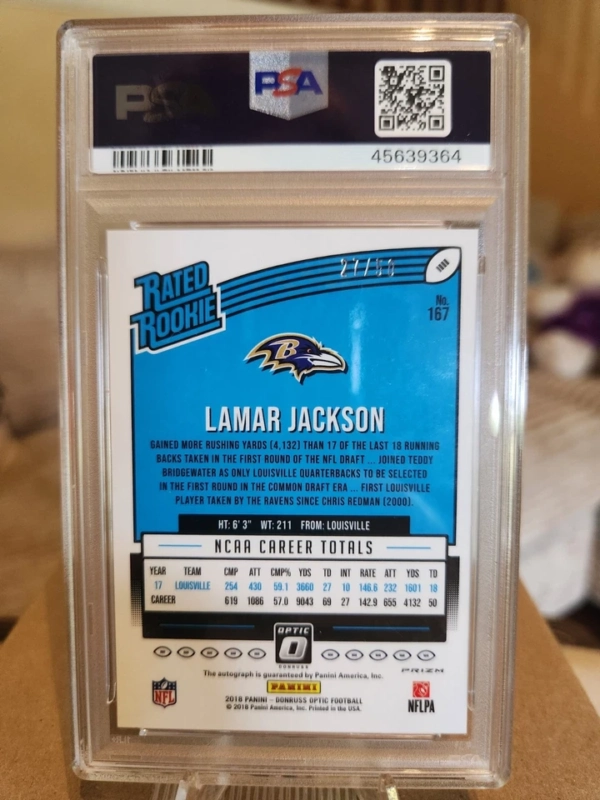 PSA
PSA
45639364
27/50
RATED
ROOKIE
No.
167
B
LAMAR JACKSON
GAINED MORE RUSHING YARDS (4,132) THAN 17 OF THE LAST 18 RUNNING
BACKS TAKEN IN THE FIRST ROUND OF THE NFL DRAFT ... JOINED TEDDY
BRIDGEWATER AS ONLY LOUISVILLE QUARTERBACKS TO BE SELECTED
IN THE FIRST ROUND IN THE COMMON DRAFT ERA ... FIRST LOUISVILLE
PLAYER TAKEN BY THE RAVENS SINCE CHRIS REDMAN (2000).
HT: 6' 3" WT: 211 FROM: LOUISVILLE
NCAA CAREER TOTALS
YEAR TEAM CMP ATT CMP% YDS TD INT RATE ATT YDS TD
17 LOUISVILLE 254 430 59.1 3660 27 10 146.6 232 1601 18
CAREER 619 1086 57.0 9043 69 27 142.9 655 4132 50
OPTIC
DONRUSS
The autograph is guaranteed by Panini America, Inc.
PRIZM
PANINI
NFL
2018 PANINI - DONRUSS OPTIC FOOTBALL
© 2018 Panini America, Inc. Printed in the USA.
NFLPA